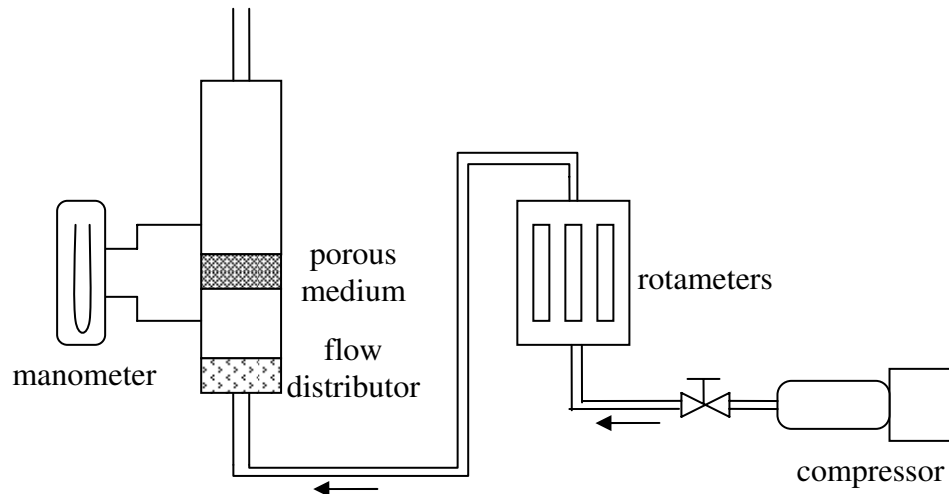 porous
medium
rotameters
flow
distributor
manometer
compressor